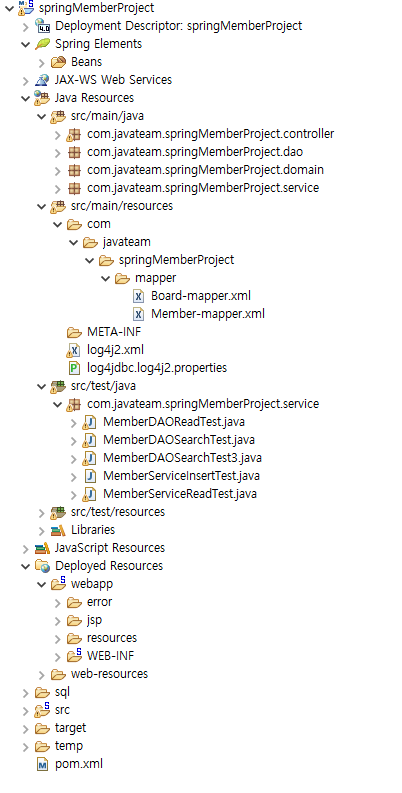 springMemberProject
Deployment Descriptor: springMemberProject
Spring Elements
Beans
JAX-WS Web Services
Java Resources
src/main/java
com.javateam.springMemberProject.controller
com.javateam.springMemberProject.dao
com.javateam.springMemberProject.domain
com.javateam.springMemberProject.service
src/main/resources
com
javateam
springMemberProject
mapper
Board-mapper.xml
Member-mapper.xml
META-INF
log4j2.xml
log4jdbc.log4j2.properties
src/test/java
com.javateam.springMemberProject.service
MemberDAOReadTest.java
MemberDAOSearchTest.java
MemberDAOSearchTest3.java
MemberServiceInsertTest.java
MemberServiceReadTest.java
src/test/resources
Libraries
JavaScript Resources
Deployed Resources
webapp
error
jsp
resources
WEB-INF
web-resources
sql
src
target
temp
pom.xml